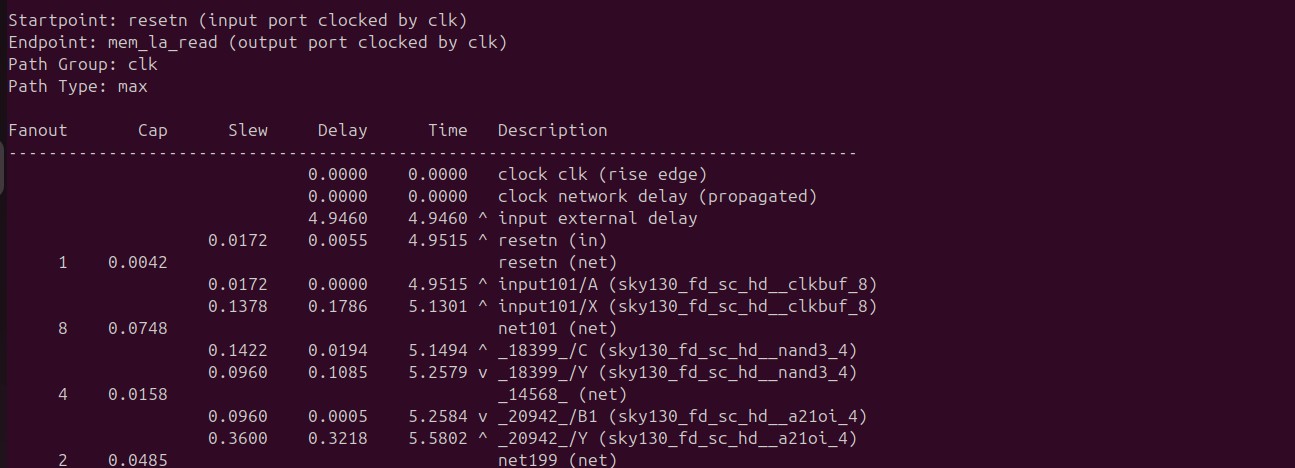 Startpoint: resetn (input port clocked by clk)
Endpoint: mem_la_read (output port clocked by clk)
Path Group: clk
Path Type: max
Fanout Cap Slew Delay Time Description
-------------------------------------------------------------------------------------
0.0000 0.0000 clock clk (rise edge)
0.0000 0.0000 clock network delay (propagated)
4.9460 4.9460 ^ input external delay
0.0172 0.0055 4.9515 ^ resetn (in)
1 0.0042 resetn (net)
0.0172 0.0000 4.9515 ^ input101/A (sky130_fd_sc_hd__clkbuf_8)
0.1378 0.1786 5.1301 ^ input101/X (sky130_fd_sc_hd__clkbuf_8)
8 0.0748 net101 (net)
0.1422 0.0194 5.1494 ^ _18399_/C (sky130_fd_sc_hd__nand3_4)
0.0960 0.1085 5.2579 v _18399_/Y (sky130_fd_sc_hd__nand3_4)
4 0.0158 _14568_ (net)
0.0960 0.0005 5.2584 v _20942_/B1 (sky130_fd_sc_hd__a21oi_4)
0.3600 0.3218 5.5802 ^ _20942_/Y (sky130_fd_sc_hd__a21oi_4)
2 0.0485 net199 (net)